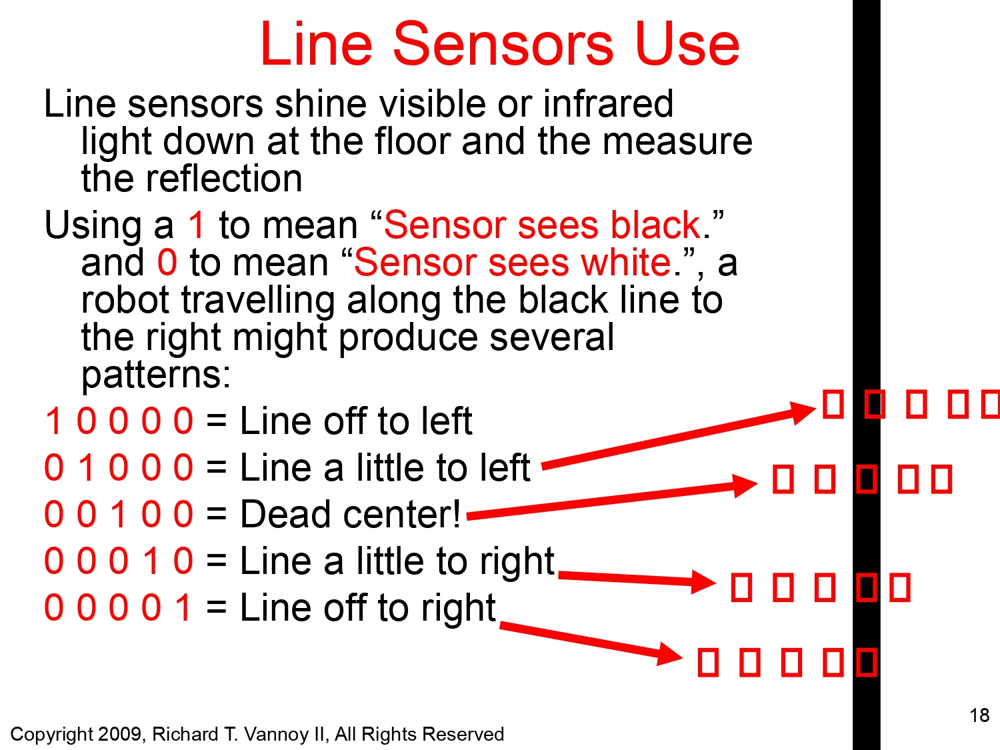 Line Sensors Use
Line sensors shine visible or infrared
light down at the floor and the measure
the reflection
Using a 1 to mean “Sensor sees black.”
and 0 to mean “Sensor sees white.”, a
robot travelling along the black line to
the right might produce several
patterns:
1 0 0 0 0 = Line off to left
0 1 0 0 0 = Line a little to left
0 0 1 0 0 = Dead center!
0 0 0 1 0 = Line a little to right
0 0 0 0 1 = Line off to right
18
Copyright 2009, Richard T. Vannoy II, All Rights Reserved